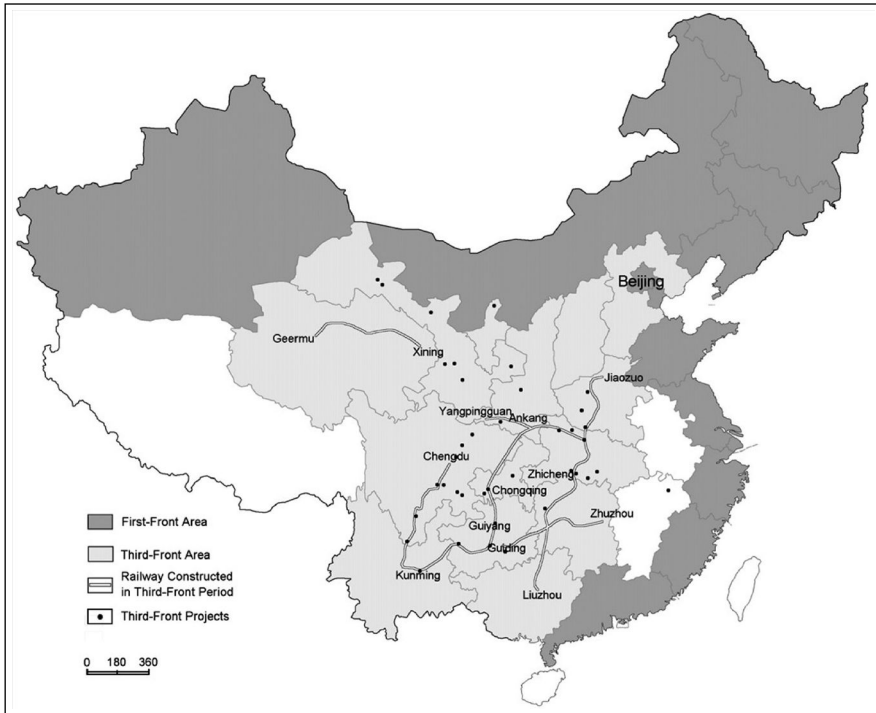 Beijing
Geermu
Xining
Jiaozuo
Yangpingguan
Ankang
Chengdu
Zhicheng
Chongqing
Zhuzhou
Guiyang
Guiding
Kunming
Liuzhou
First-Front Area
Third-Front Area
Railway Constructed
in Third-Front Period
Third-Front Projects
0 180 360